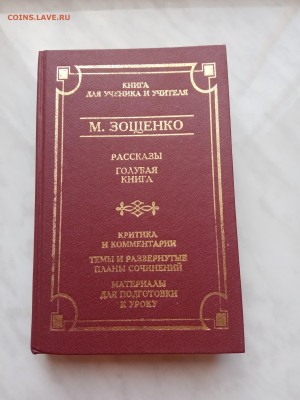 COINS.LAVE.RU
КНИГА
ДЛЯ УЧЕНИКА И УЧИТЕЛЯ
М. ЗОЩЕНКО
РАССКАЗЫ
ГОЛУБАЯ
КНИГА
КРИТИКА
И КОММЕНТАРИИ
ТЕМЫ И РАЗВЕРНУТЫЕ
ПЛАНЫ СОЧИНЕНИЙ
МАТЕРИАЛЫ
ДЛЯ ПОДГОТОВКИ
К УРОКУ